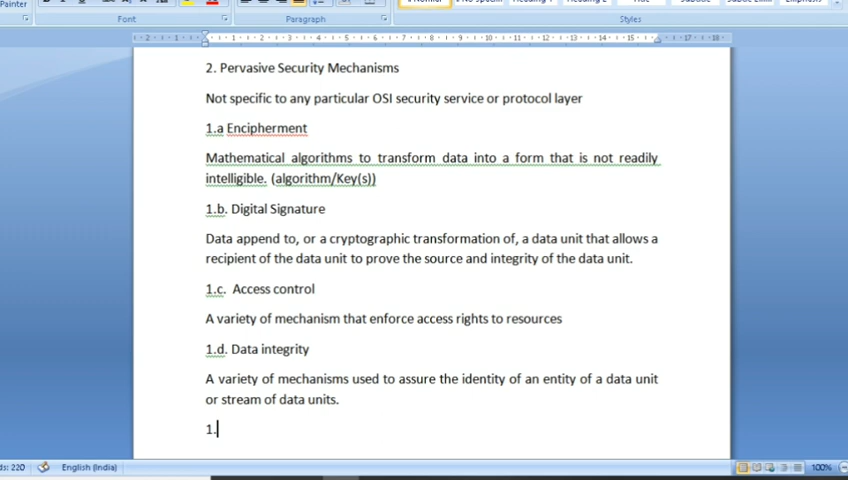 Painter
Font
Paragraph
Styles
2. Pervasive Security Mechanisms
Not specific to any particular OSI security service or protocol layer
1.a Encipherment
Mathematical algorithms to transform data into a form that is not readily
intelligible. (algorithm/Key(s))
1.b. Digital Signature
Data append to, or a cryptographic transformation of, a data unit that allows a
recipient of the data unit to prove the source and integrity of the data unit.
1.c.  Access control
A variety of mechanism that enforce access rights to resources
1.d. Data integrity
A variety of mechanisms used to assure the identity of an entity of a data unit
or stream of data units.
1.
ds: 220 English (India) 100%